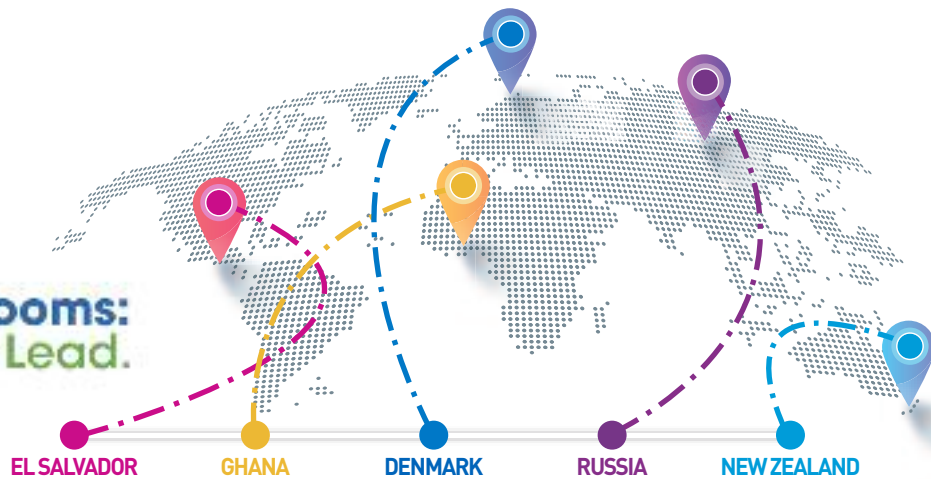 ooms:
Lead.
EL SALVADOR
GHANA
DENMARK
RUSSIA
NEW ZEALAND